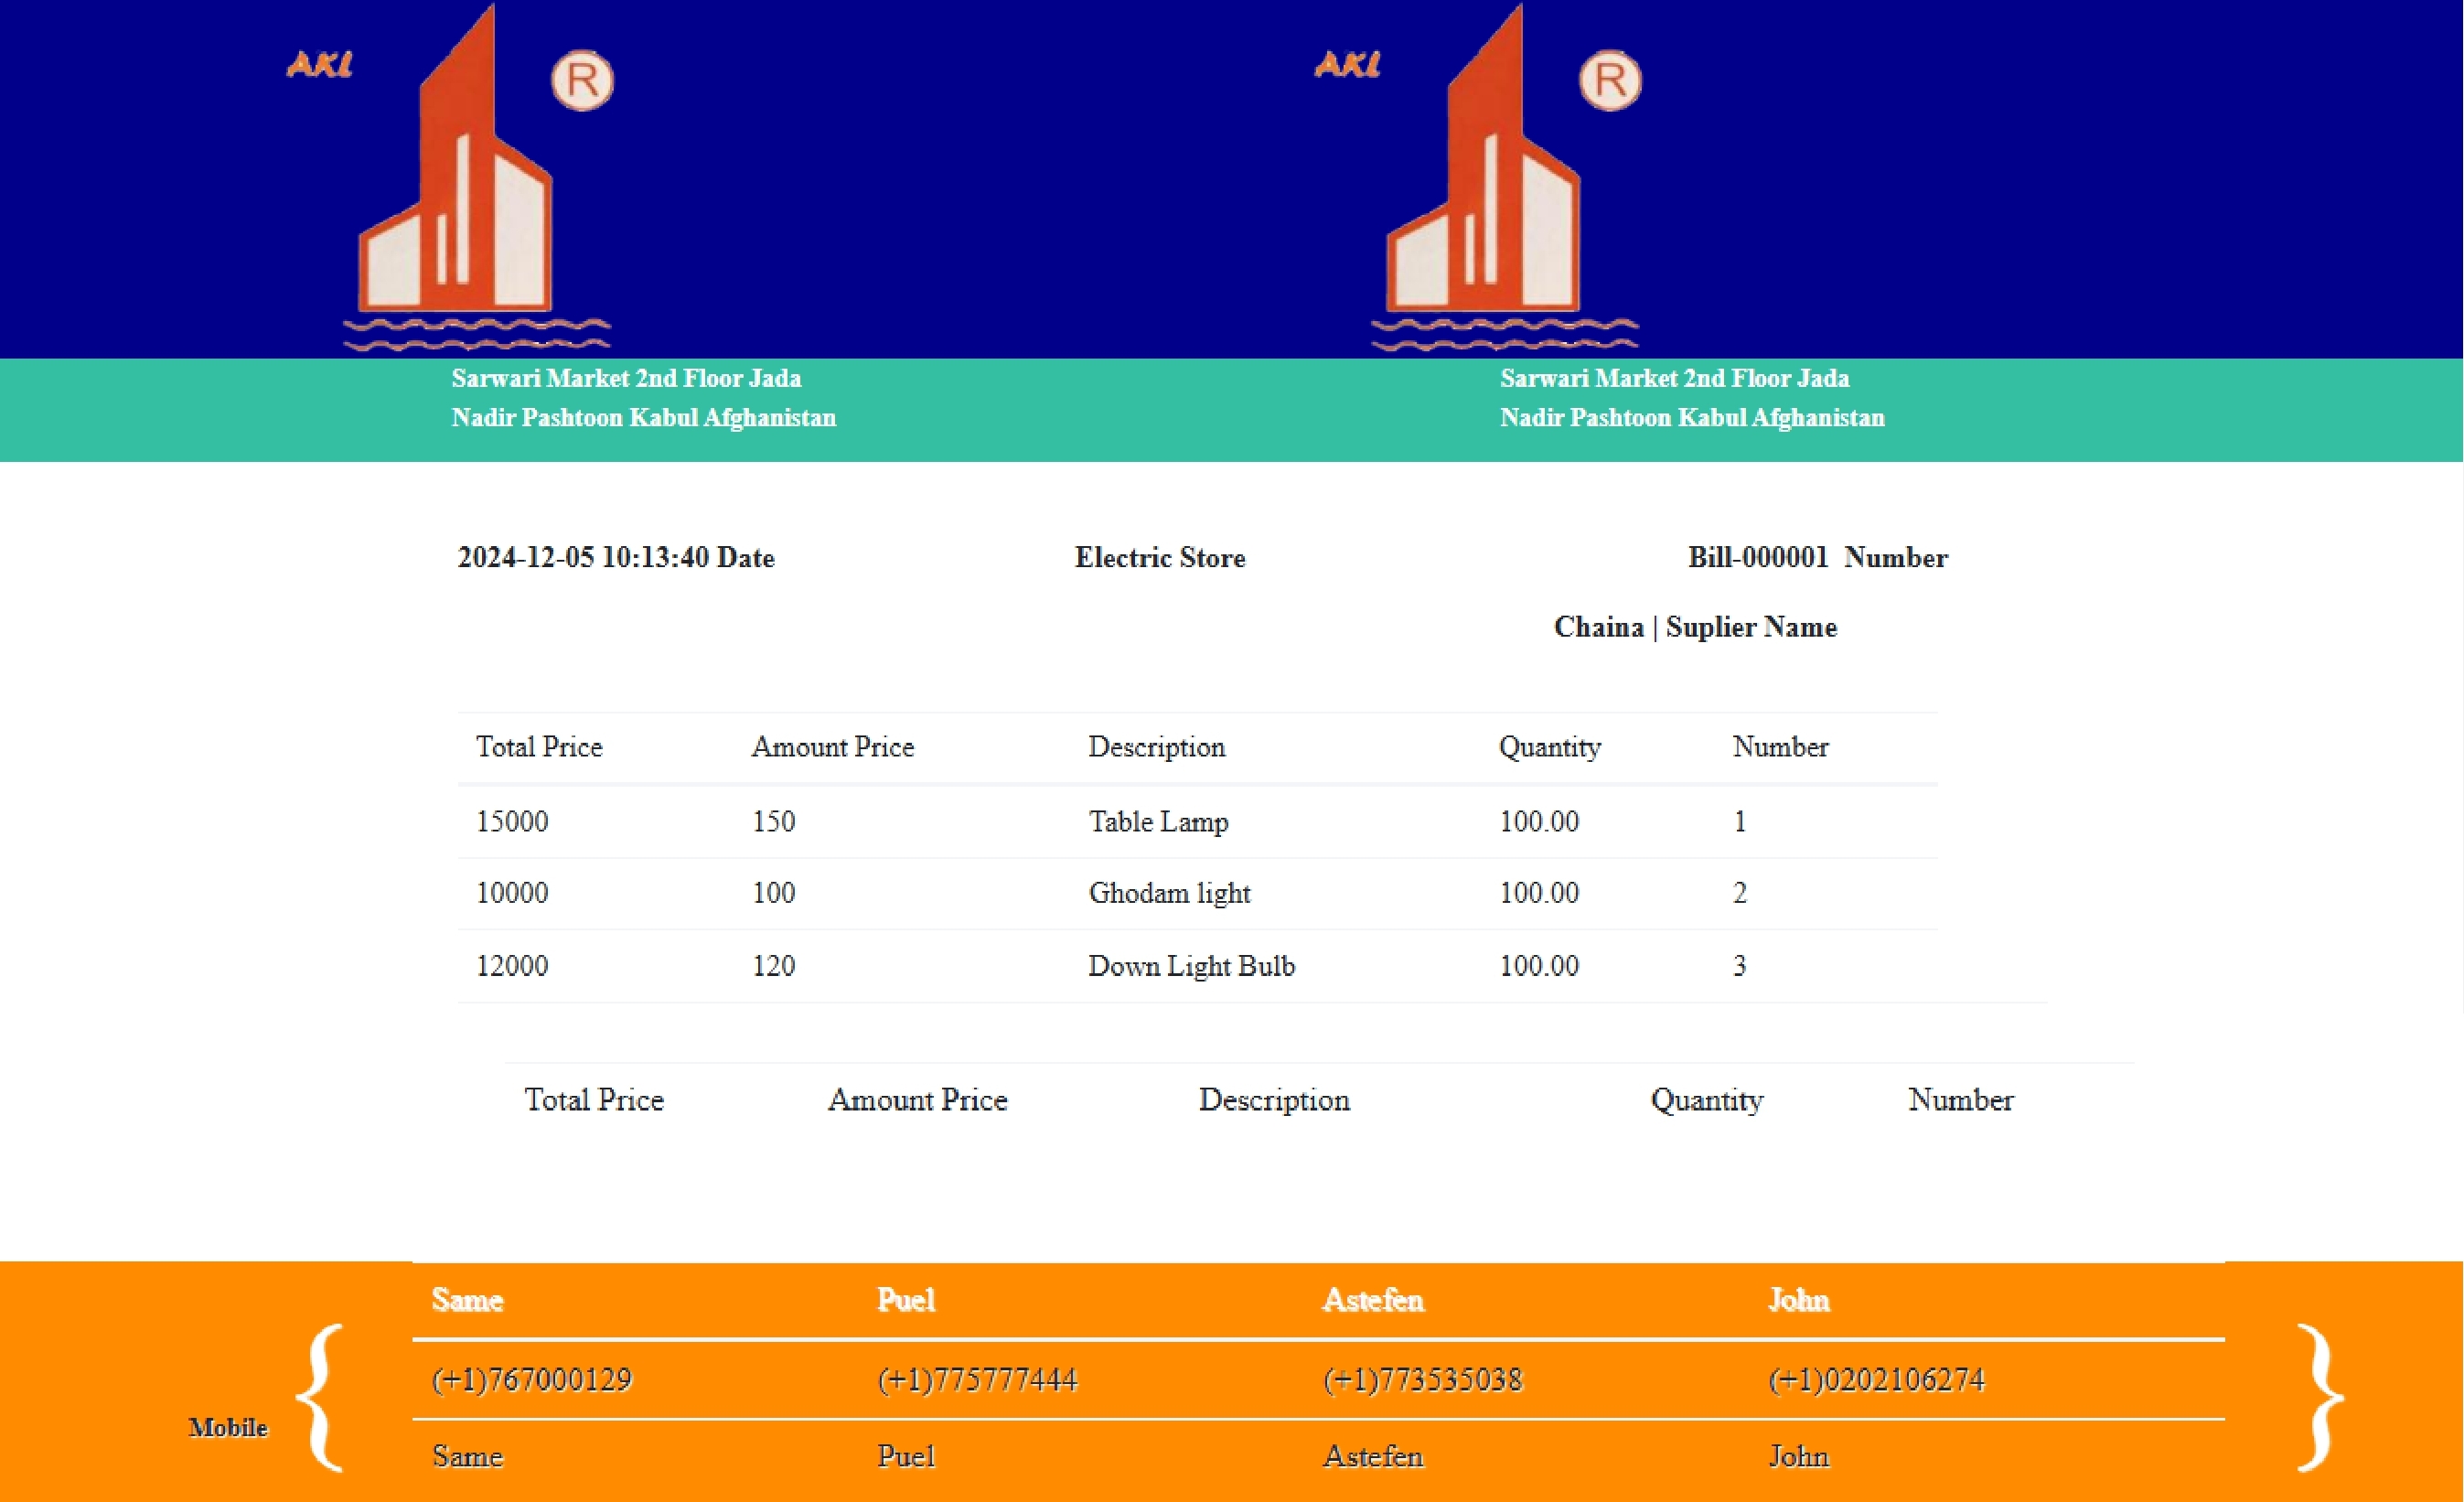 AKL ® AKL ®
Sarwari Market 2nd Floor Jada Sarwari Market 2nd Floor Jada
Nadir Pashtoon Kabul Afghanistan Nadir Pashtoon Kabul Afghanistan
2024-12-05 10:13:40 Date Electric Store Bill-000001 Number
Chaina | Suplier Name
Total Price Amount Price Description Quantity Number
15000 150 Table Lamp 100.00 1
10000 100 Ghodam light 100.00 2
12000 120 Down Light Bulb 100.00 3
Total Price Amount Price Description Quantity Number
Same Puel Astefen John
(+1)767000129 (+1)775777444 (+1)773535038 (+1)0202106274
Mobile { }
Same Puel Astefen John